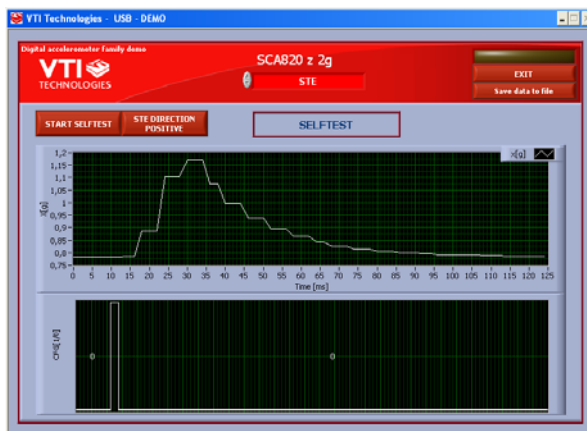 VTI Technologies - USB - DEMO
Digital accelerometer family demo
VTI
TECHNOLOGIES
SCA820 z 2g
STE
EXIT
Save data to file
START SELFTEST
STE DIRECTION
POSITIVE
SELFTEST
X[g]
1,2
1,15
1,1
1,05
1
0,95
0,9
0,85
0,8
0,75
X[g]
0 5 10 15 20 25 30 35 40 45 50 55 60 65 70 75 80 85 90 95 100 105 110 115 120 125
Time [ms]
0 0